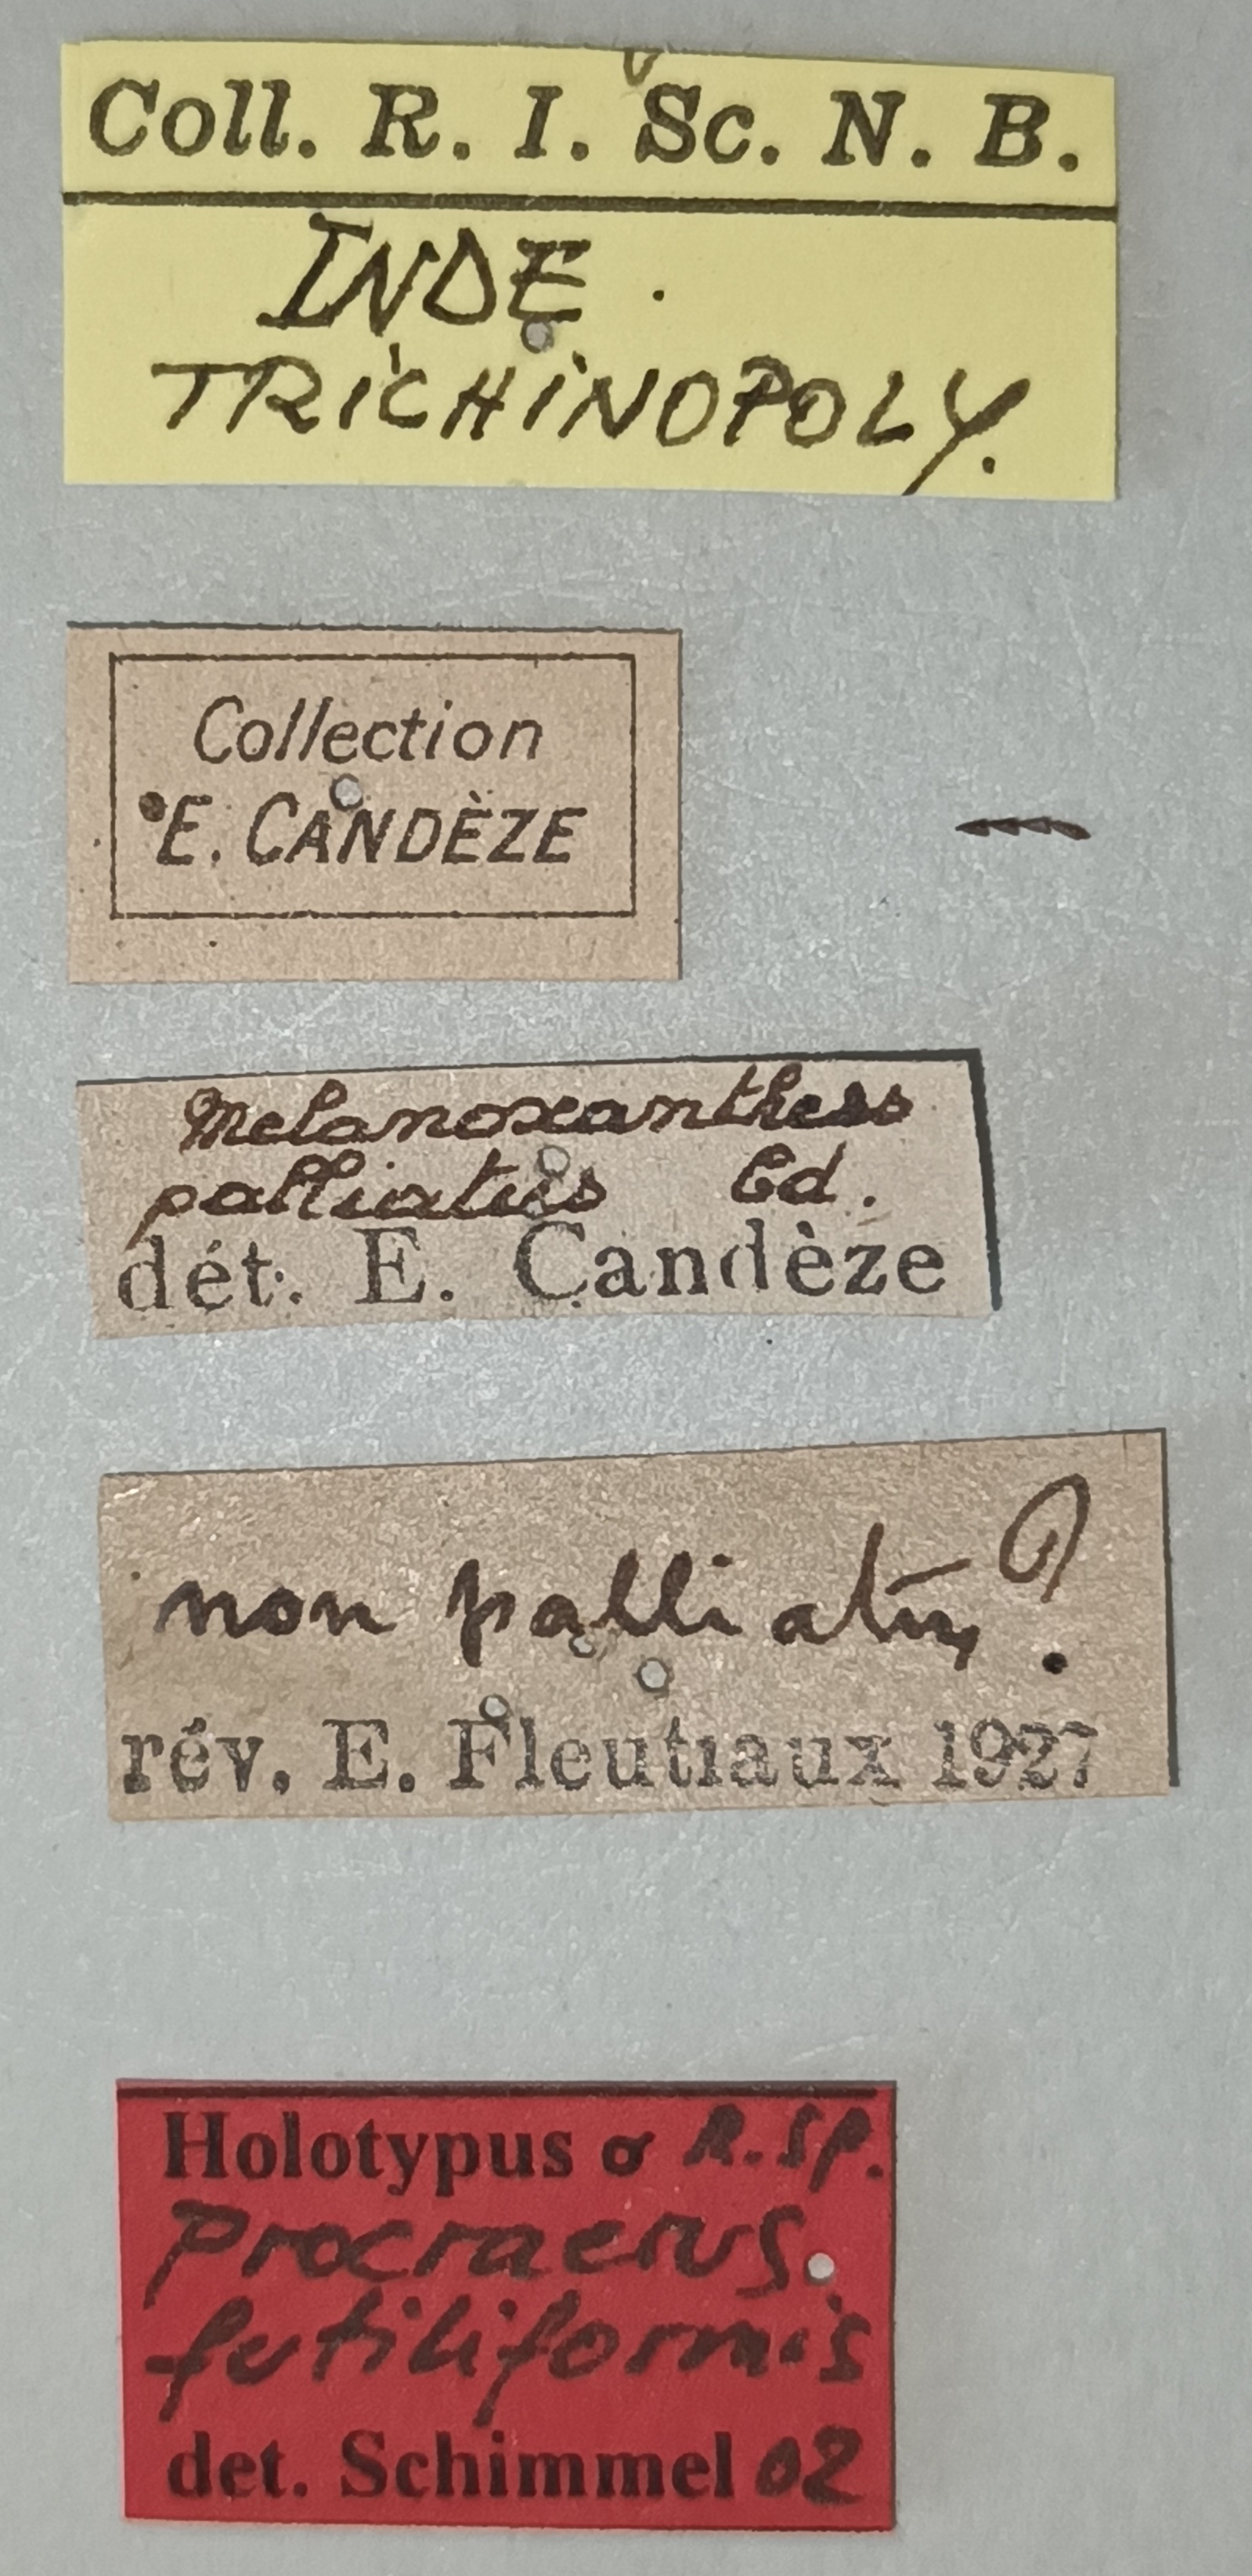 Coll. R. I. Sc. N. B.
INDE.
TRICHINOPOLY.
Collection
E. CANDÈZE
Melanoxanthus
palliatus Cd.
dét. E. Candèze
non palliatus?
rév. E. Fleutiaux 1927
Holotypus ♂ n. sp.
Procraerus
futiliformis
det. Schimmel 02